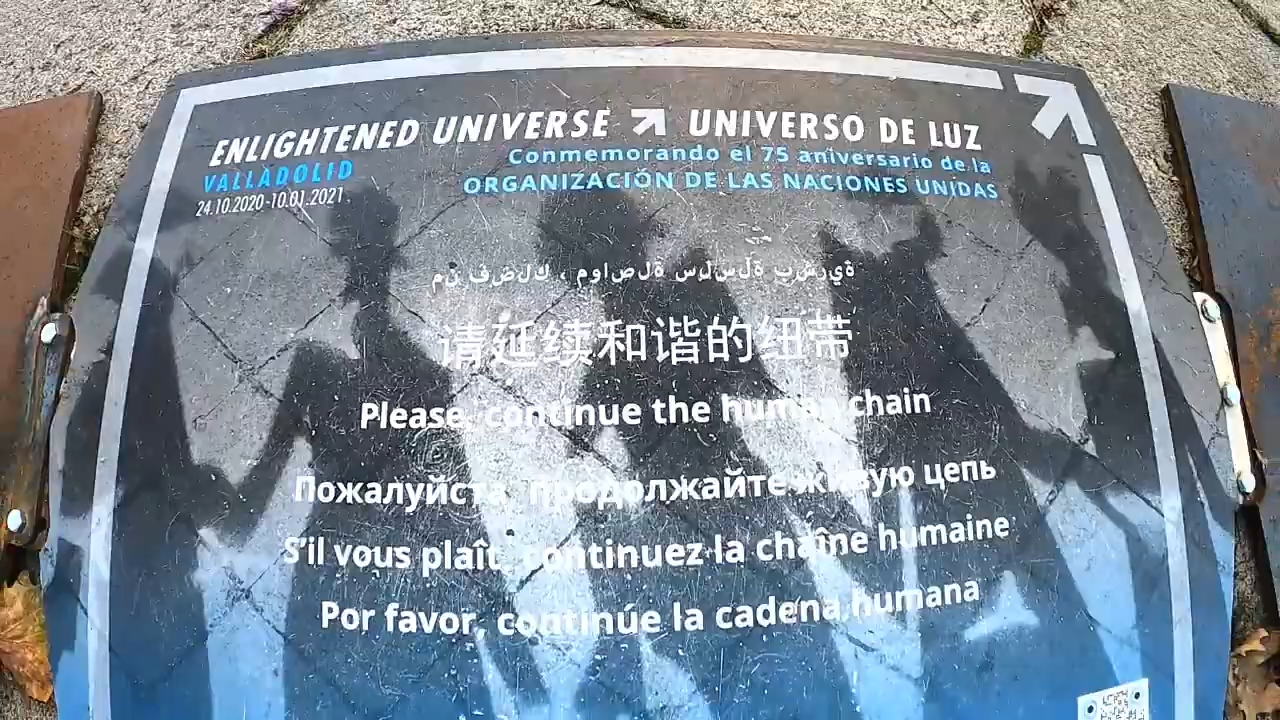 ENLIGHTENED UNIVERSE UNIVERSO DE LUZ
VALLADOLID
Conmemorando el 75 aniversario de la
24.10.2020-10.01.2021
ORGANIZACIÓN DE LAS NACIONES UNIDAS
من فضلك ، مواصلة سلسلة بشرية
请延续和谐的纽带
Please, continue the human chain
Пожалуйста, продолжайте живую цепь
S'il vous plaît, continuez la chaîne humaine
Por favor, continúe la cadena humana